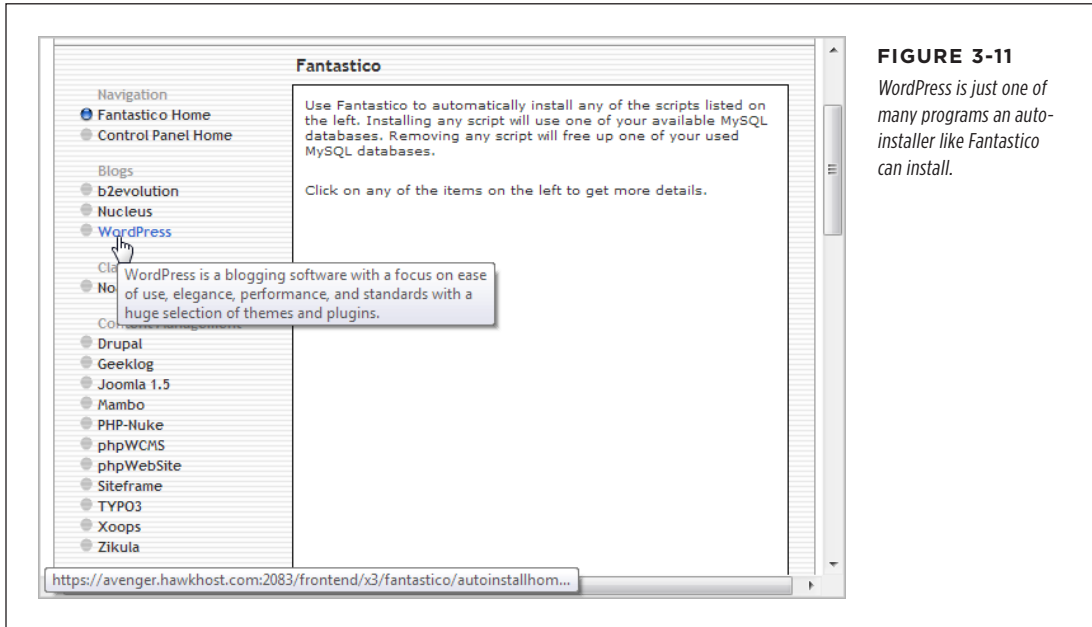 Fantastico
Navigation
Fantastico Home
Control Panel Home
Blogs
b2evolution
Nucleus
WordPress
Cla
No
Content Management
Drupal
Geeklog
Joomla 1.5
Mambo
PHP-Nuke
phpWCMS
phpWebSite
Siteframe
TYPO3
Xoops
Zikula
WordPress is a blogging software with a focus on ease
of use, elegance, performance, and standards with a
huge selection of themes and plugins.
Use Fantastico to automatically install any of the scripts listed on
the left. Installing any script will use one of your available MySQL
databases. Removing any script will free up one of your used
MySQL databases.
Click on any of the items on the left to get more details.
https://avenger.hawkhost.com:2083/frontend/x3/fantastico/autoinstallhom...
FIGURE 3-11
WordPress is just one of
many programs an auto-
installer like Fantastico
can install.